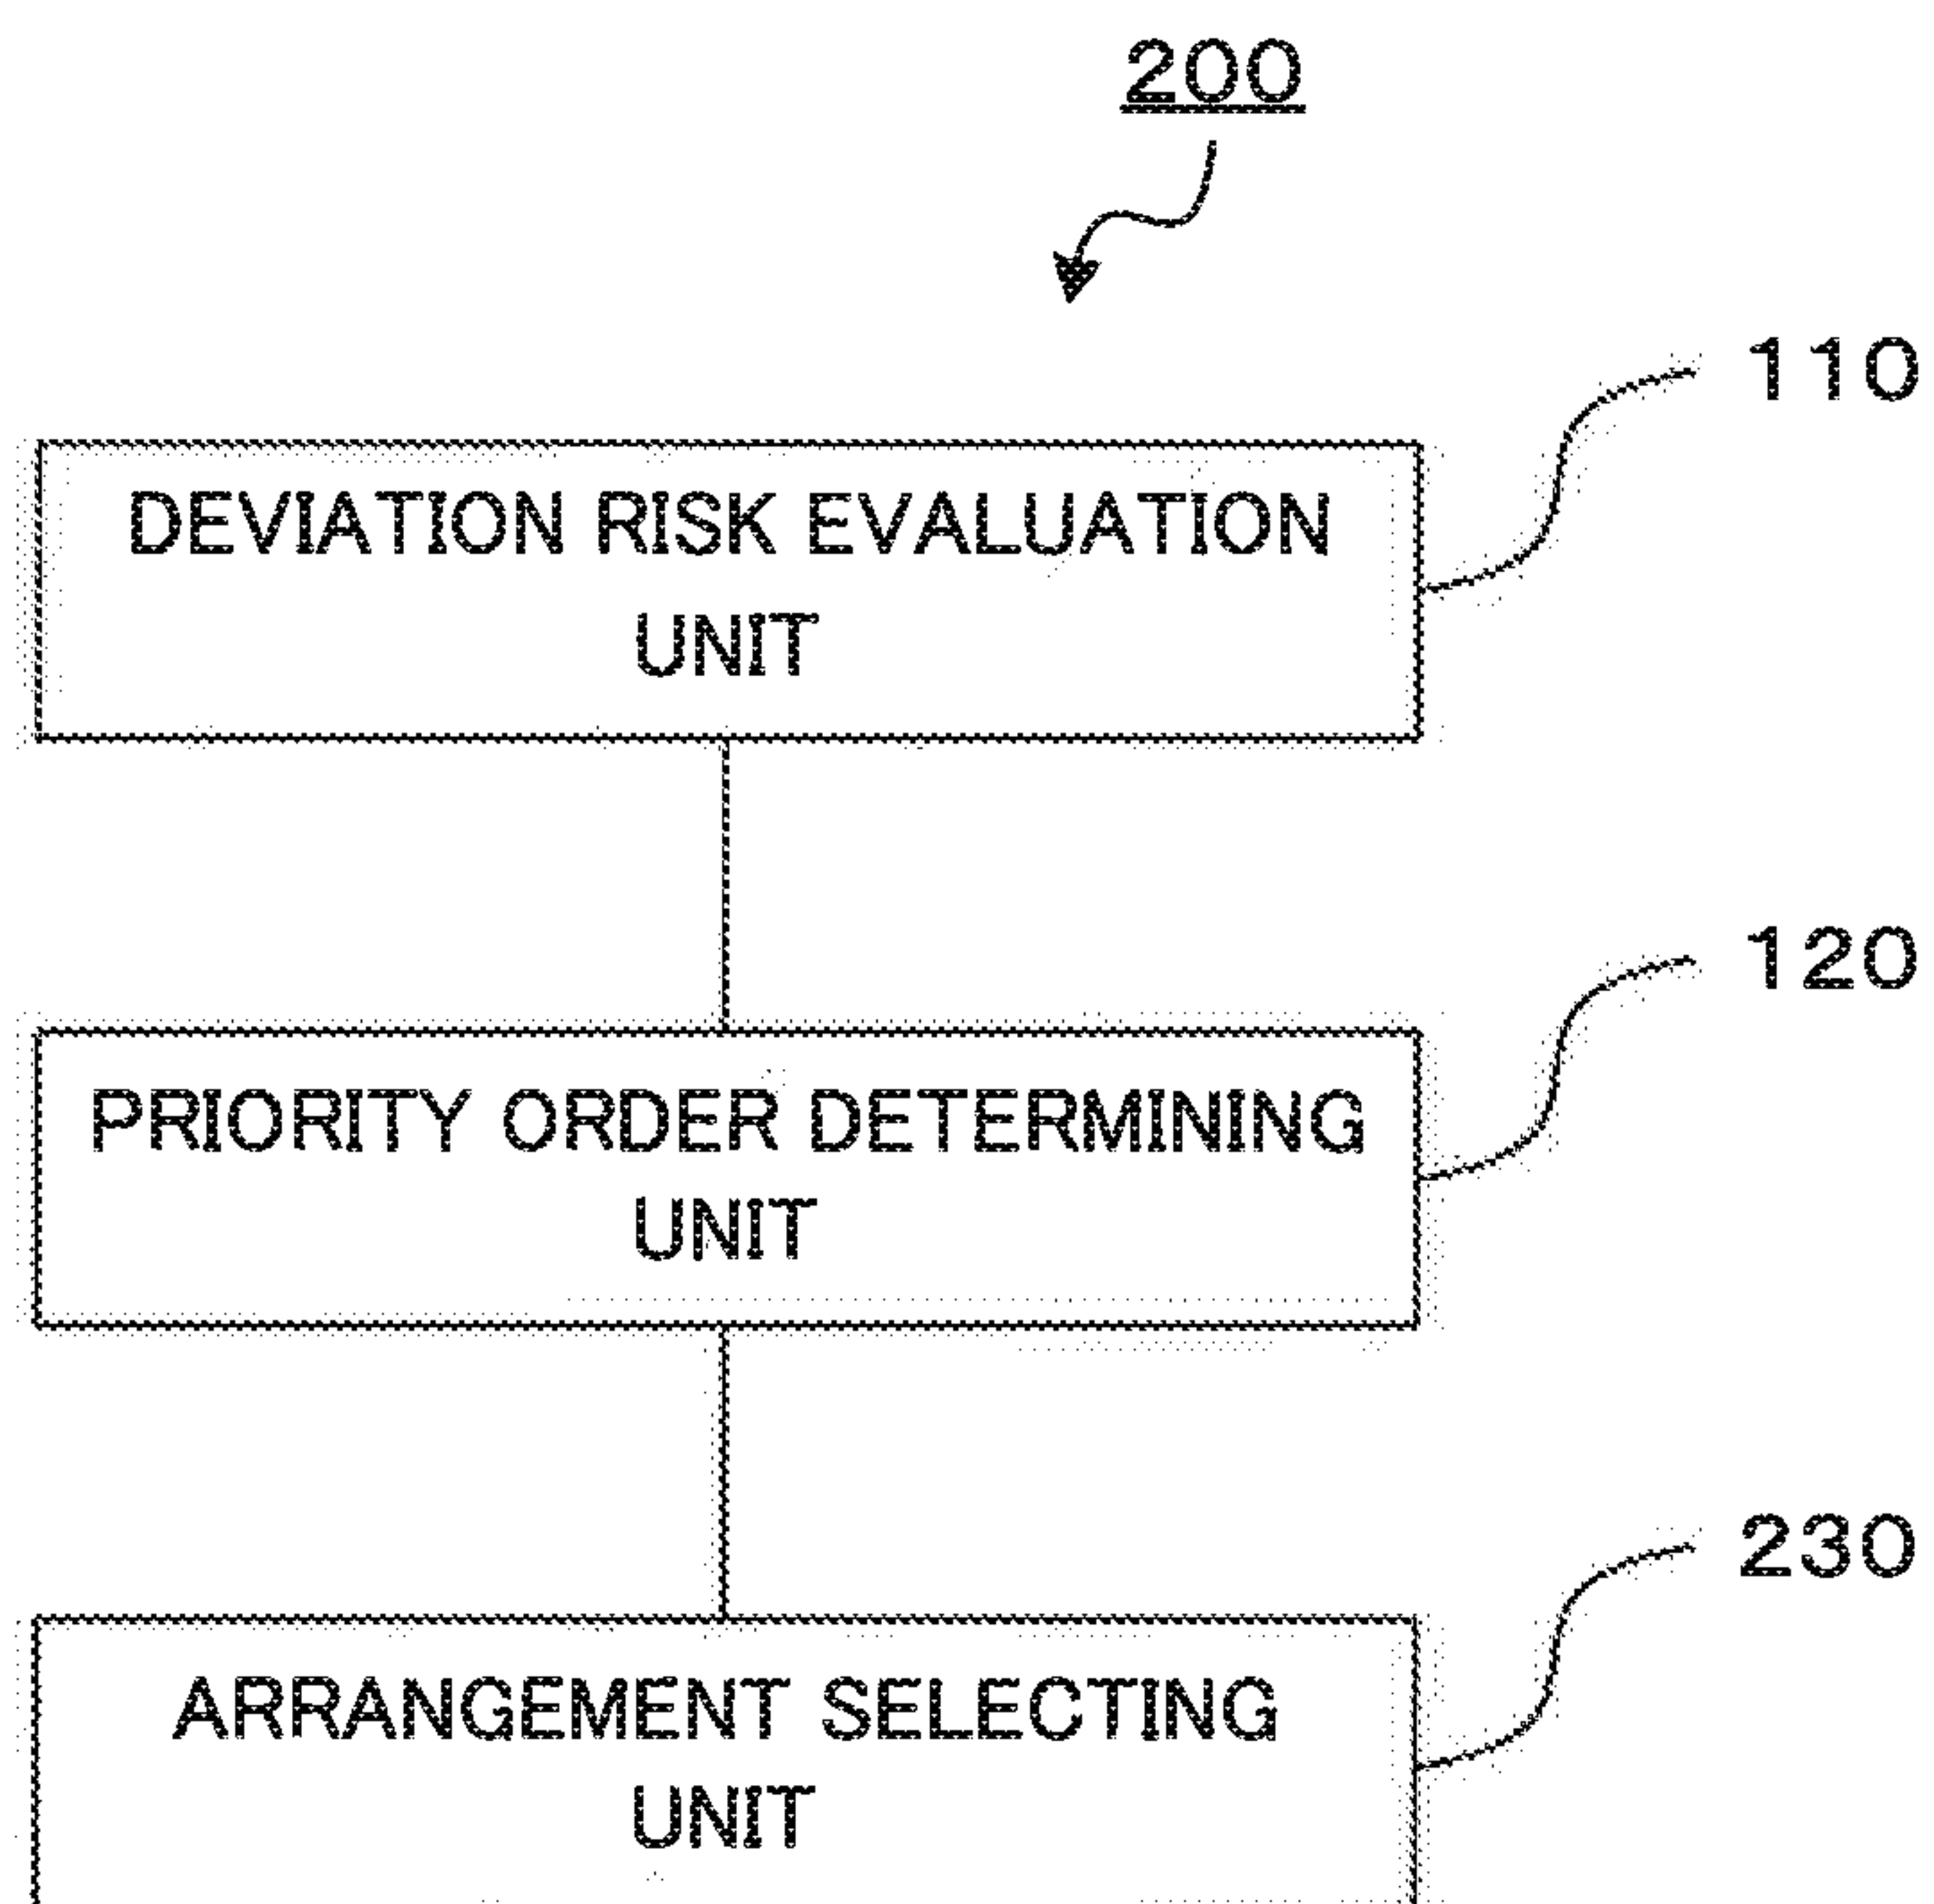 200
110
DEVIATION RISK EVALUATION
UNIT
120
PRIORITY ORDER DETERMINING
UNIT
230
ARRANGEMENT SELECTING
UNIT